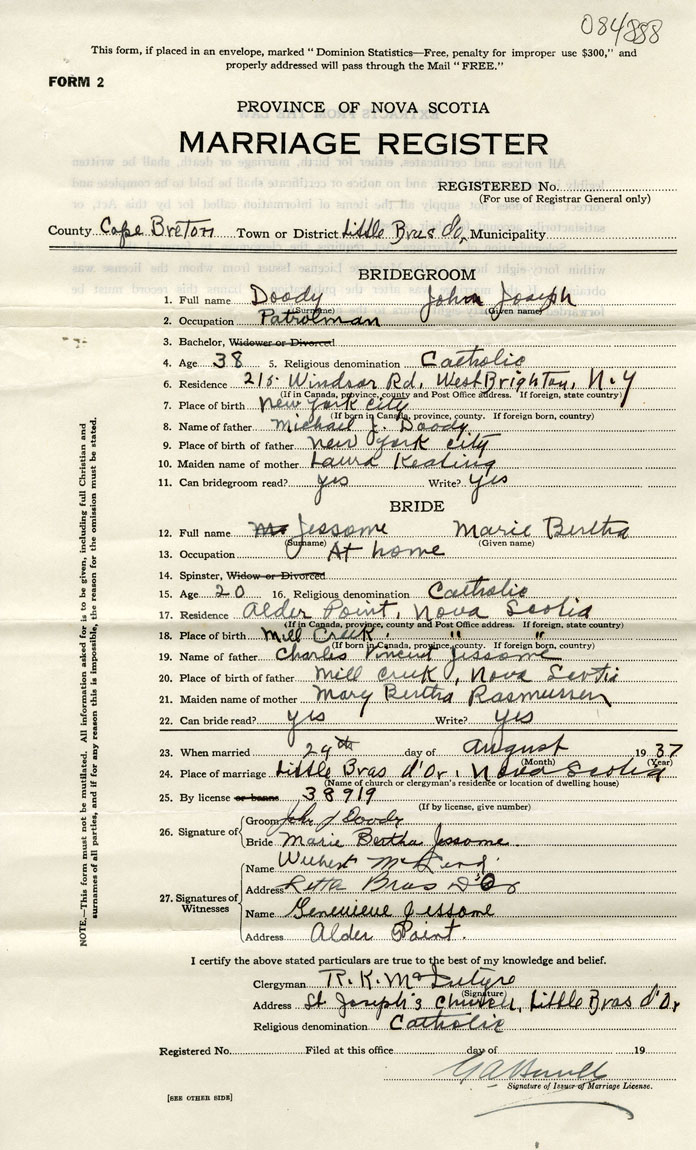 084888
This form, if placed in an envelope, marked "Dominion Statistics—Free, penalty for improper use $300," and
properly addressed will pass through the Mail "FREE."
FORM 2
PROVINCE OF NOVA SCOTIA
MARRIAGE REGISTER
REGISTERED No.
(For use of Registrar General only)
County Cape Breton Town or District Little Bras d'Or Municipality
BRIDEGROOM
1. Full name Doody John Joseph
(Surname) (Given name)
2. Occupation Patrolman
3. Bachelor, Widower or Divorced
4. Age 38 5. Religious denomination Catholic
6. Residence 215 Windsor Rd, West Brighton, N.Y
(If in Canada, province, county and Post Office address. If foreign, state country)
7. Place of birth New York city
(If born in Canada, province, county. If foreign born, country)
8. Name of father Michael J. Doody
9. Place of birth of father New York city
10. Maiden name of mother Laura Keating
11. Can bridegroom read? yes Write? yes
BRIDE
12. Full name Jessome Marie Bertha
(Surname) (Given name)
13. Occupation At home
14. Spinster, Widow or Divorced
15. Age 20 16. Religious denomination Catholic
17. Residence Alder Point, Nova Scotia
(If in Canada, province, county and Post Office address. If foreign, state country)
18. Place of birth Mill Creek, " "
(If born in Canada, province, county. If foreign born, country)
19. Name of father Charles Vincent Jessome
20. Place of birth of father Mill Creek, Nova Scotia
21. Maiden name of mother Mary Bertha Rasmussen
22. Can bride read? yes Write? yes
23. When married 29th day of August 1937
(Month) (Year)
24. Place of marriage Little Bras d'Or, Nova Scotia
(Name of church or clergyman's residence or location of dwelling house)
25. By license or banns 38919
(If by license, give number)
26. Signature of
Groom John J Doody
Bride Marie Bertha Jessome
27. Signatures of Witnesses
Name
Address Bras D'Or
Name Genevieve Jessome
Address Alder Point.
I certify the above stated particulars are true to the best of my knowledge and belief.
Clergyman R. K. McIntyre
(Signature)
Address St Joseph's Church, Little Bras d'Or
Religious denomination Catholic
Registered No. Filed at this office day of 19
Signature of Issuer of Marriage License.
[SEE OTHER SIDE]
NOTE.—This form must not be mutilated. All information asked for is to be given, including full Christian and
surnames of all parties, and if for any reason this is impossible, the reason for the omission must be stated.